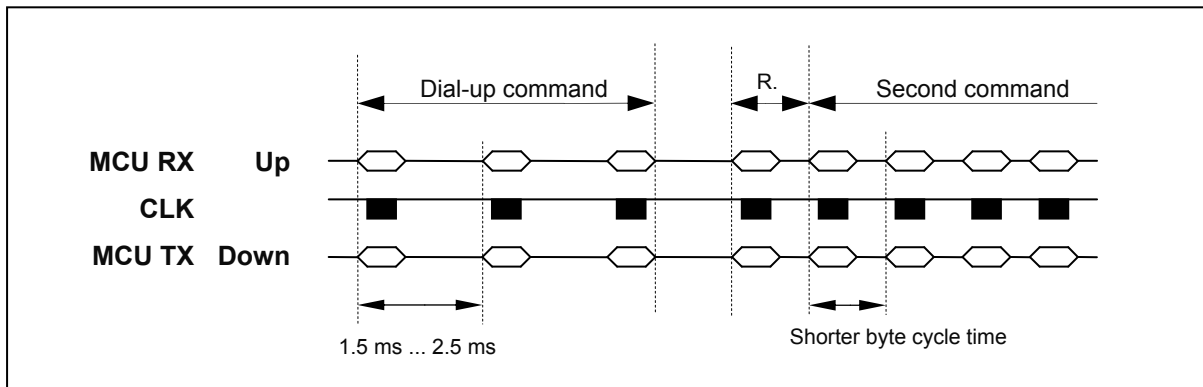 Dial-up command R. Second command
MCU RX Up
CLK
MCU TX Down
1.5 ms ... 2.5 ms Shorter byte cycle time